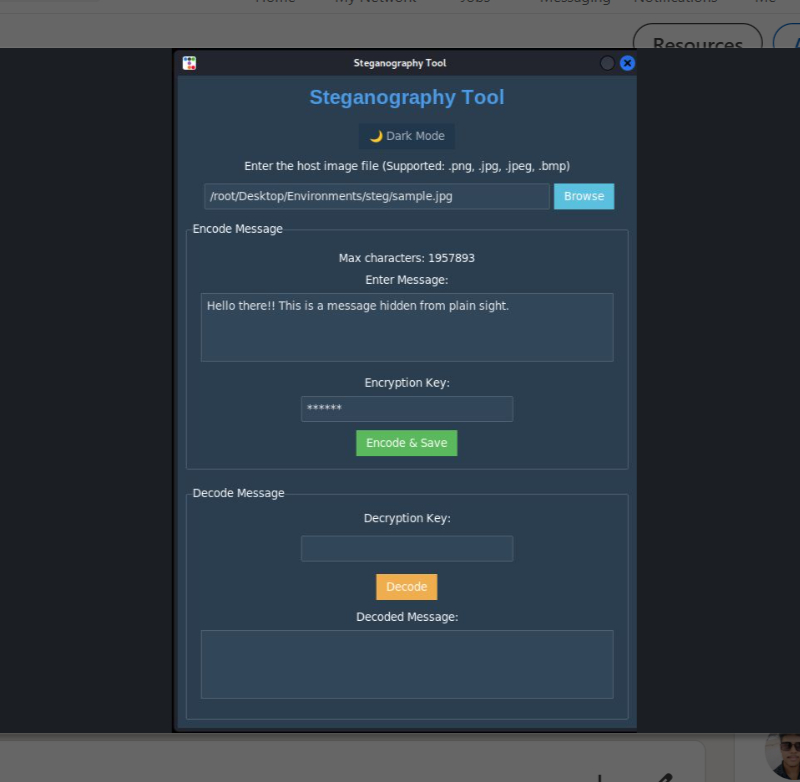 Home My Network Jobs Messaging Notifications Me
Resources
Steganography Tool
Steganography Tool
🌙 Dark Mode
Enter the host image file (Supported: .png, .jpg, .jpeg, .bmp)
/root/Desktop/Environments/steg/sample.jpg Browse
Encode Message
Max characters: 1957893
Enter Message:
Hello there!! This is a message hidden from plain sight.
Encryption Key:
******
Encode & Save
Decode Message
Decryption Key:
Decode
Decoded Message: